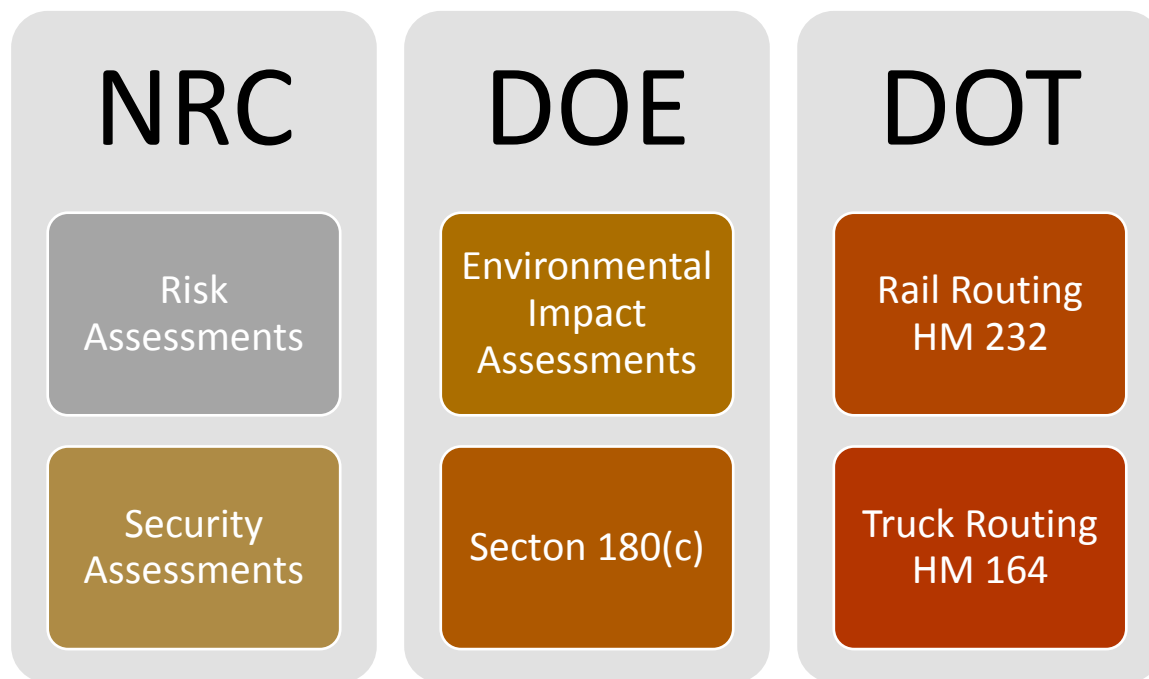 NRC
Risk
Assessments
Security
Assessments
DOE
Environmental
Impact
Assessments
Secton 180(c)
DOT
Rail Routing
HM 232
Truck Routing
HM 164